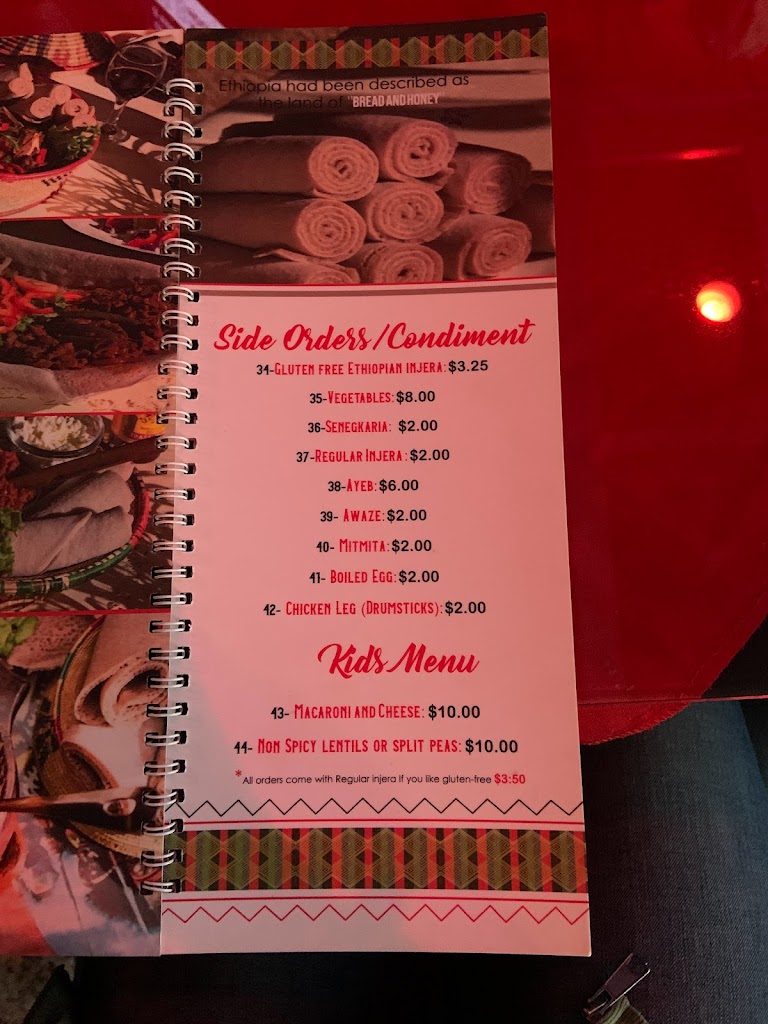 Ethiopia had been described as
the land of "BREAD AND HONEY
Side Orders/Condiment
34-GLUTEN FREE ETHIOPIAN INJERA: $3.25
35-VEGETABLES: $8.00
36-SENEGKARIA: $2.00
37-REGULAR INJERA: $2.00
38-AYEB: $6.00
39- AWAZE: $2.00
40- MITMITA: $2.00
41- BOILED EGG: $2.00
42- CHICKEN LEG (DRUMSTICKS): $2.00
Kids Menu
43- MACARONI AND CHEESE: $10.00
44- NON SPICY LENTILS OR SPLIT PEAS: $10.00
*All orders come with Regular injera If you like gluten-free $3:50